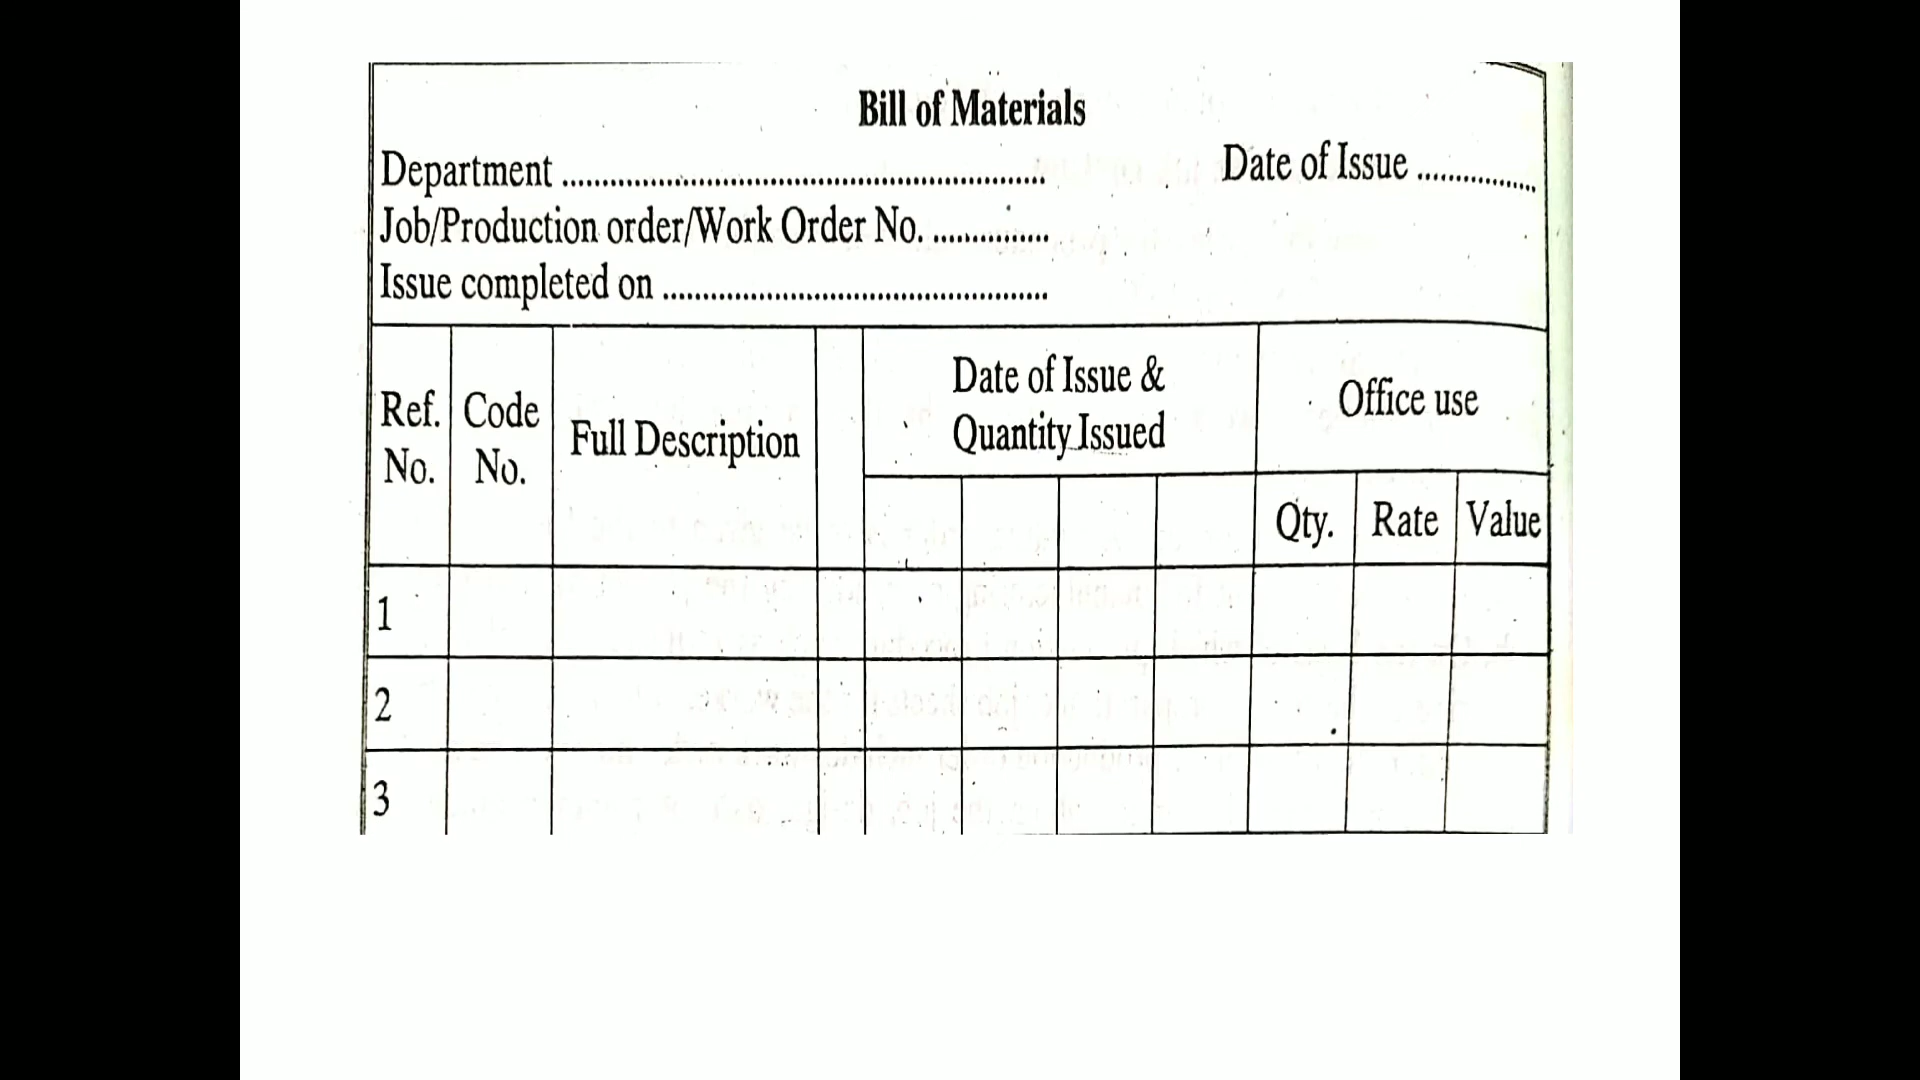 Bill of Materials
Department ............................................................ Date of Issue ................
Job/Production order/Work Order No. ...............
Issue completed on ................................................
Ref. No.
Code No.
Full Description
Date of Issue &
Quantity Issued
Office use
Qty. Rate Value
1
2
3